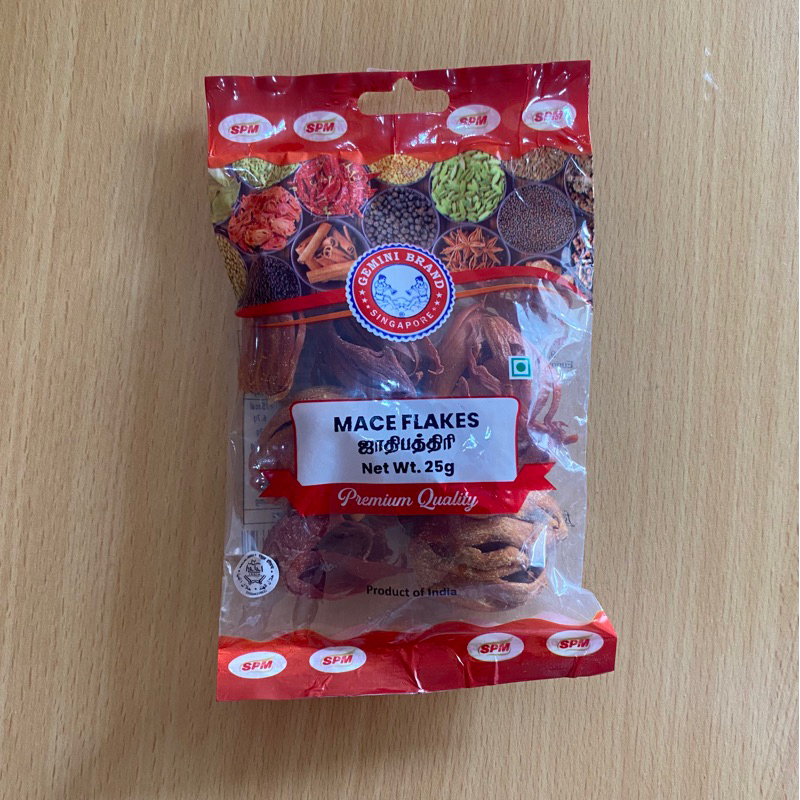 SPM SPM SPM SPM
GEMINI BRAND
SINGAPORE
MACE FLAKES
ஜாதிபத்திரி
Net Wt. 25g
Premium Quality
Product of India
SPM SPM SPM SPM